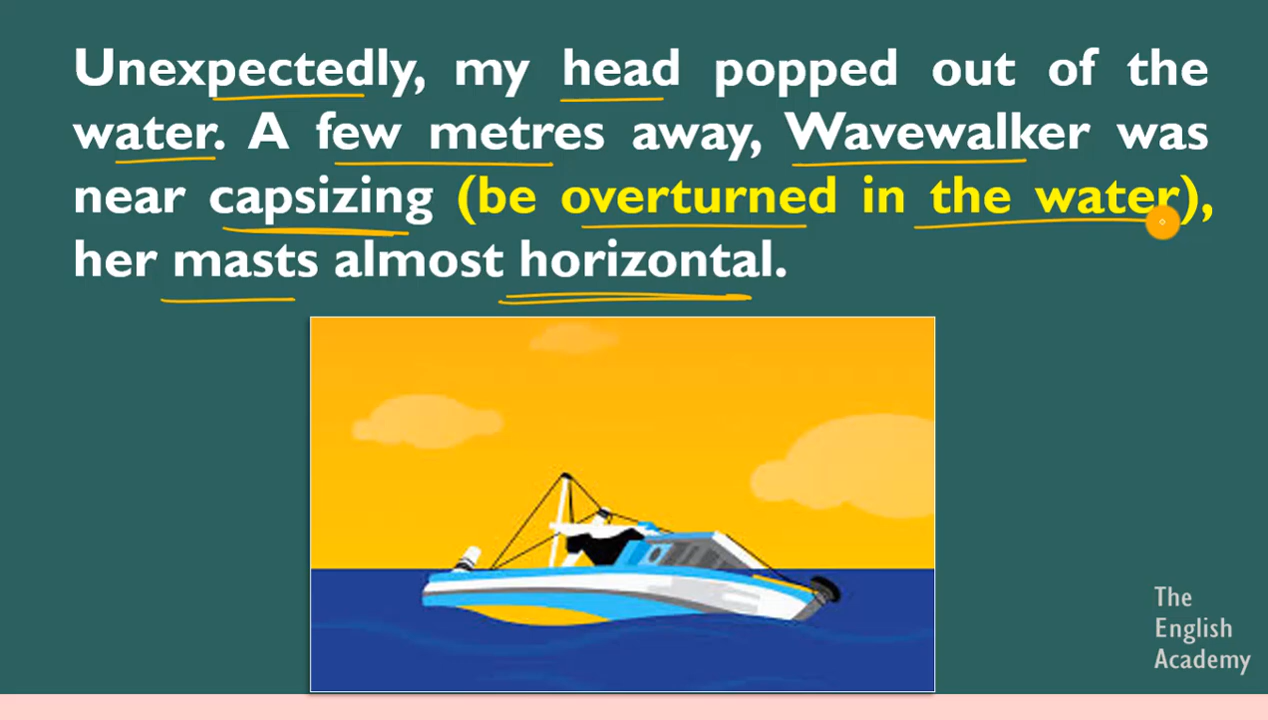 Unexpectedly, my head popped out of the
water. A few metres away, Wavewalker was
near capsizing (be overturned in the water),
her masts almost horizontal.
The
English
Academy